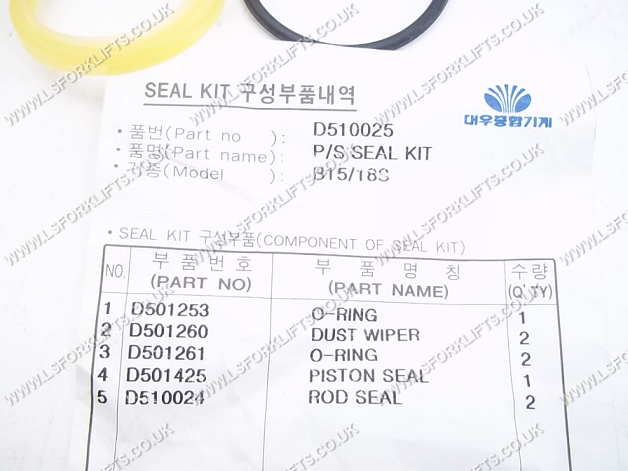 SEAL KIT 구성부품내역
대우종합기계
· 품번(Part no ): D510025
· 품명(Part name): P/S SEAL KIT
· 기종(Model ): B15/18S
· SEAL KIT 구성부품(COMPONENT OF SEAL KIT)
NO. 부 품 번 호 (PART NO) 부 품 명 칭 (PART NAME) 수량 (Q'TY)
1 D501253 O-RING 1
2 D501260 DUST WIPER 2
3 D501261 O-RING 2
4 D501425 PISTON SEAL 1
5 D510024 ROD SEAL 2
WWW.LSFORKLIFTS.CO.UK